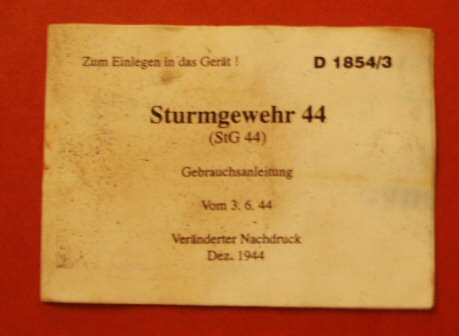 Zum Einlegen in das Gerät ! D 1854/3
Sturmgewehr 44
(StG 44)
Gebrauchsanleitung
Vom 3. 6. 44
-
Veränderter Nachdruck
Dez. 1944